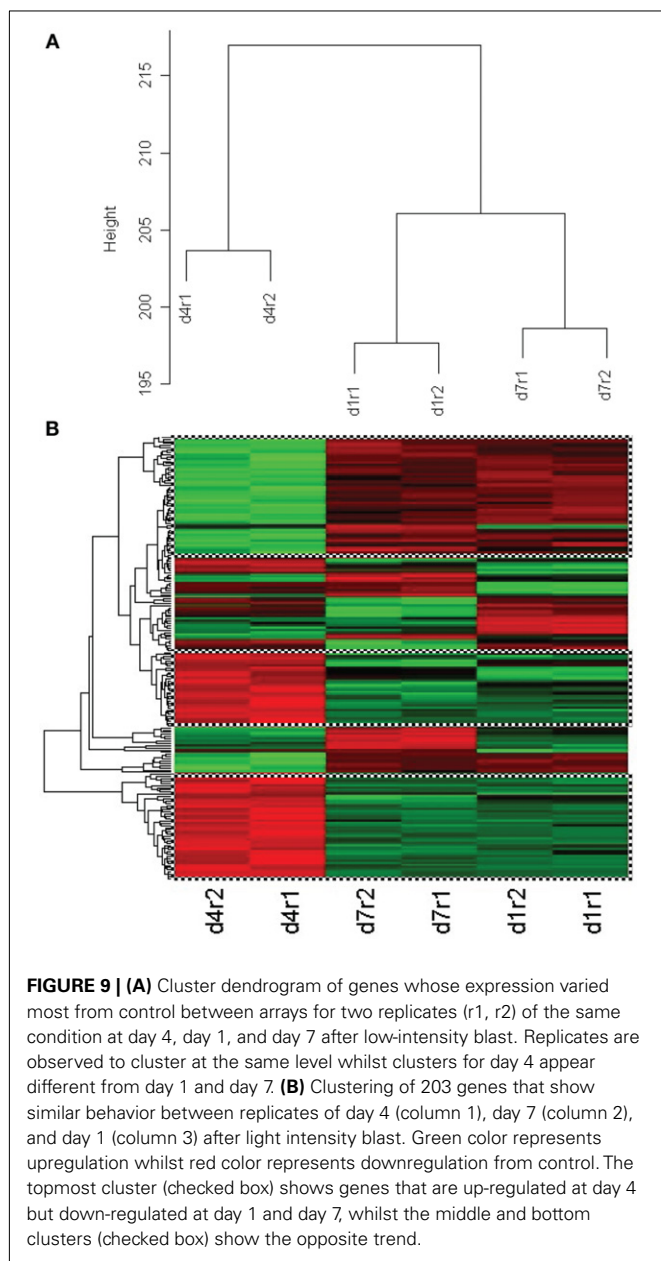 A
Height
215
210
205
200
195
d4r1
d4r2
d1r1
d1r2
d7r1
d7r2
B
d4r2
d4r1
d7r2
d7r1
d1r2
d1r1
FIGURE 9 | (A) Cluster dendrogram of genes whose expression varied
most from control between arrays for two replicates (r1, r2) of the same
condition at day 4, day 1, and day 7 after low-intensity blast. Replicates are
observed to cluster at the same level whilst clusters for day 4 appear
different from day 1 and day 7. (B) Clustering of 203 genes that show
similar behavior between replicates of day 4 (column 1), day 7 (column 2),
and day 1 (column 3) after light intensity blast. Green color represents
upregulation whilst red color represents downregulation from control. The
topmost cluster (checked box) shows genes that are up-regulated at day 4
but down-regulated at day 1 and day 7, whilst the middle and bottom
clusters (checked box) show the opposite trend.